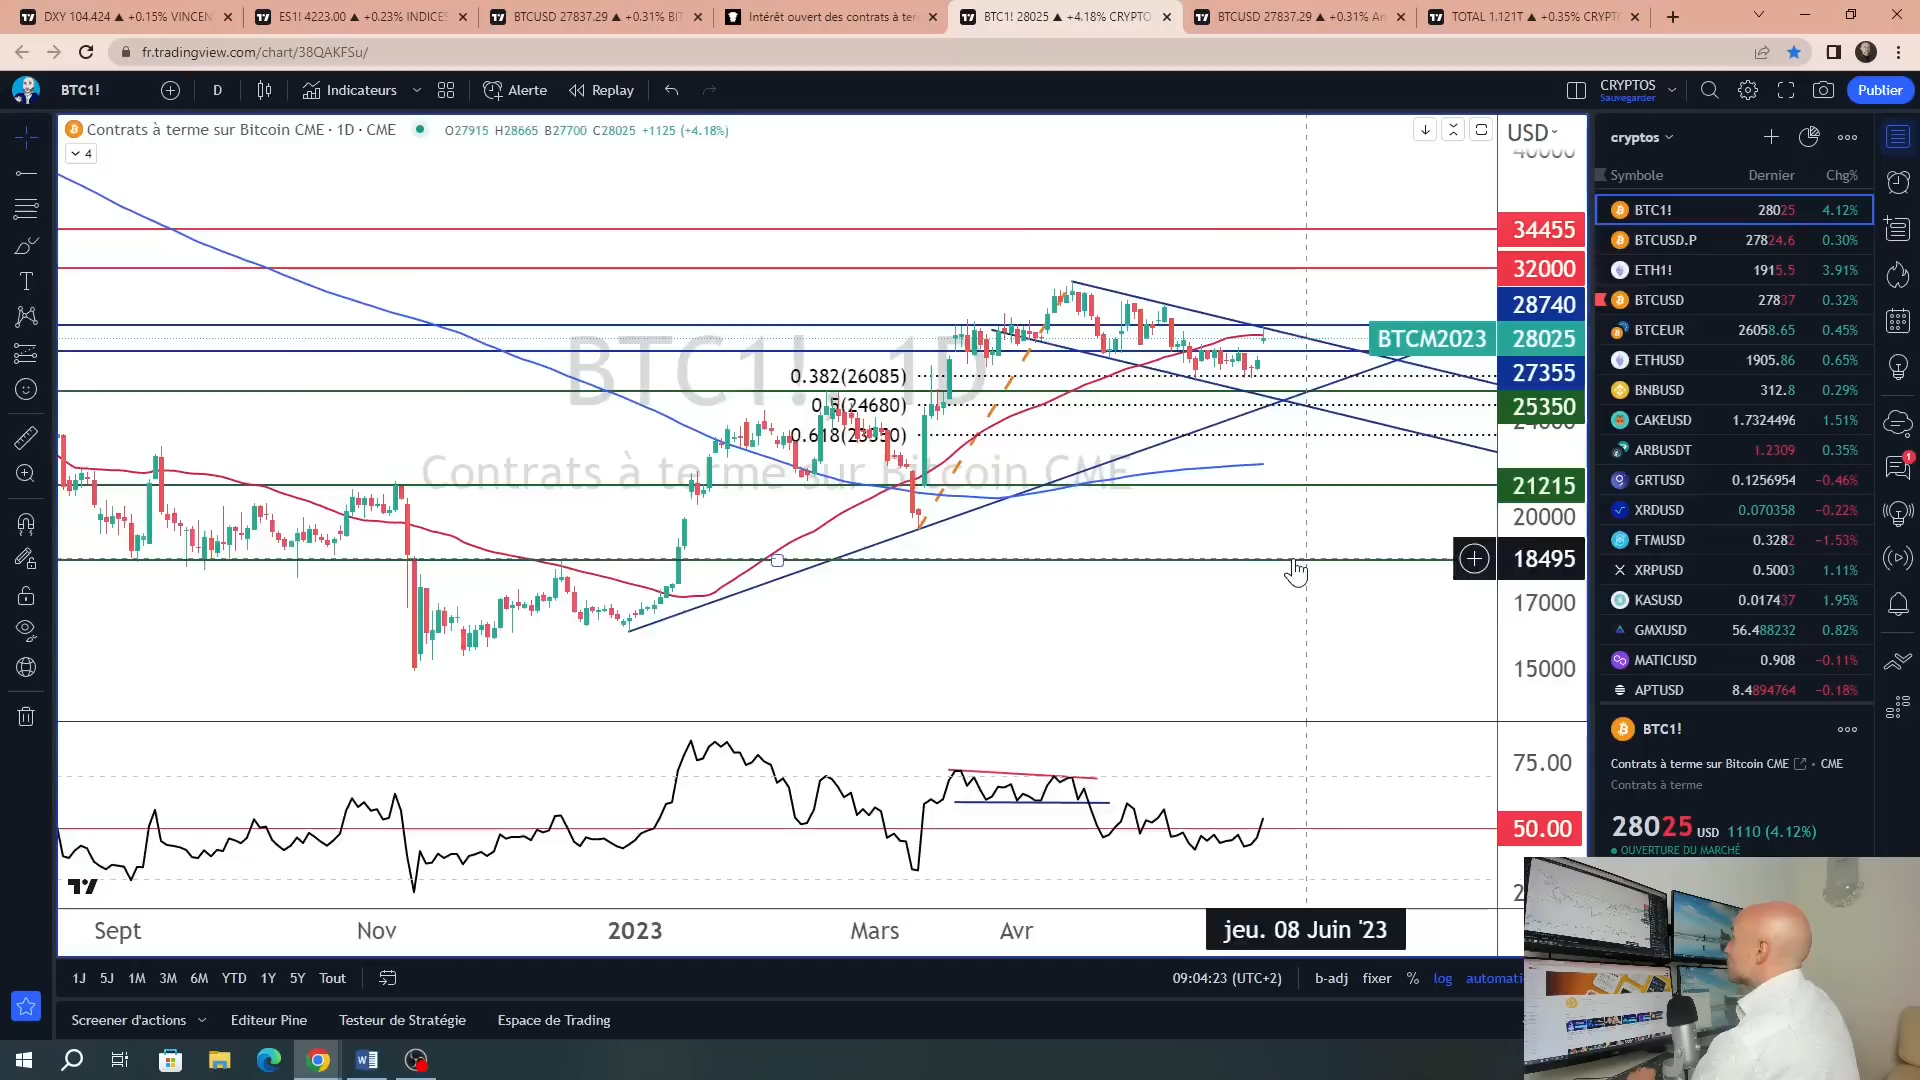 DXY 104.424 ▲ +0.15% VINCEN
ES1! 4223.00 ▲ +0.23% INDICES
BTCUSD 27837.29 ▲ +0.31% BIT
Intérêt ouvert des contrats à ter
BTC1! 28025 ▲ +4.18% CRYPTO
BTCUSD 27837.29 ▲ +0.31% An
TOTAL 1.121T ▲ +0.35% CRYPT
fr.tradingview.com/chart/38QAKFSu/
BTC1!
D
Indicateurs
Alerte
Replay
CRYPTOS
Sauvegarder
Publier
Contrats à terme sur Bitcoin CME · 1D · CME
O27915 H28665 B27700 C28025 +1125 (+4.18%)
4
USD
40000
34455
32000
28740
BTCM2023 28025
27355
25350
24000
21215
20000
18495
17000
15000
BTC1! 1D
Contrats à terme sur Bitcoin CME
0.382(26085)
0.5(24680)
0.618(23350)
75.00
50.00
Sept
Nov
2023
Mars
Avr
jeu. 08 Juin '23
1J 5J 1M 3M 6M YTD 1Y 5Y Tout
09:04:23 (UTC+2)
b-adj fixer % log automati
Screener d'actions
Editeur Pine
Testeur de Stratégie
Espace de Trading
cryptos
Symbole Dernier Chg%
BTC1! 28025 4.12%
BTCUSD.P 27824.6 0.30%
ETH1! 1915.5 3.91%
BTCUSD 27837 0.32%
BTCEUR 26058.65 0.45%
ETHUSD 1905.86 0.65%
BNBUSD 312.8 0.29%
CAKEUSD 1.7324496 1.51%
ARBUSDT 1.2309 0.35%
GRTUSD 0.1256954 −0.46%
XRDUSD 0.070358 −0.22%
FTMUSD 0.3282 −1.53%
XRPUSD 0.5003 1.11%
KASUSD 0.017437 1.95%
GMXUSD 56.488232 0.82%
MATICUSD 0.908 −0.11%
APTUSD 8.4894764 −0.18%
1
BTC1!
Contrats à terme sur Bitcoin CME • CME
Contrats à terme
28025 USD 1110 (4.12%)
OUVERTURE DU MARCHÉ